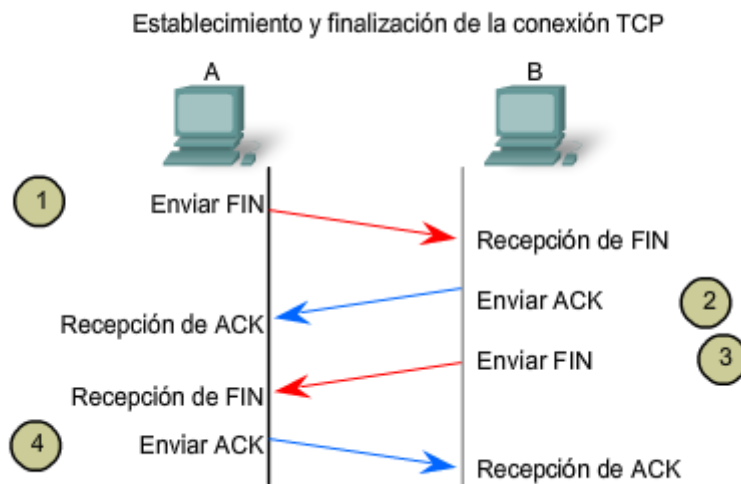 Establecimiento y finalización de la conexión TCP
A
B
1
Enviar FIN
Recepción de FIN
Enviar ACK
2
Recepción de ACK
Enviar FIN
3
Recepción de FIN
4
Enviar ACK
Recepción de ACK